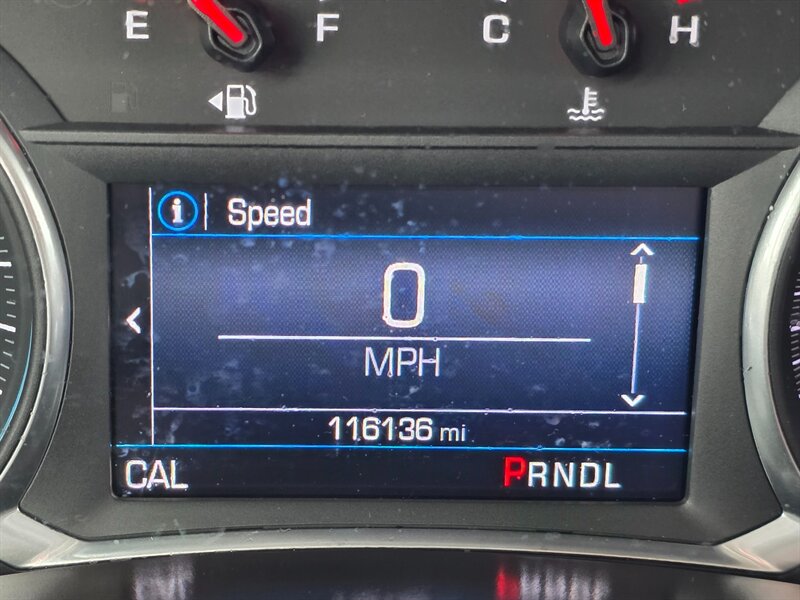 E F C H
i Speed
0
MPH
116136 mi
CAL PRNDL